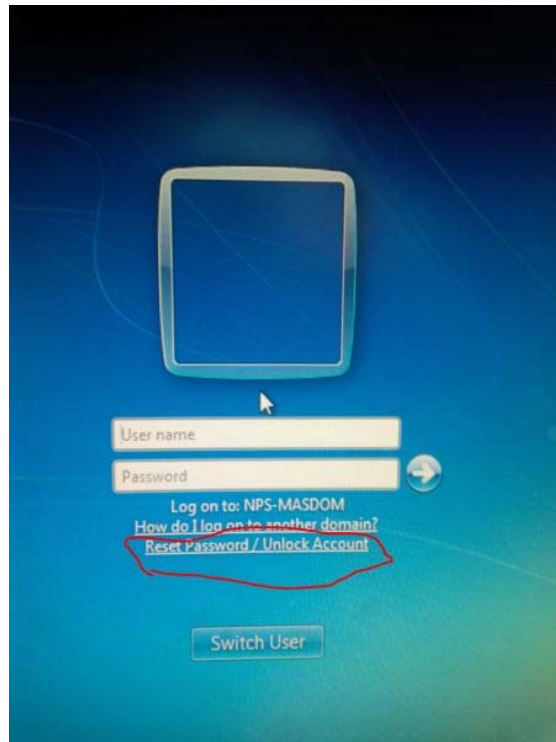 User name
Password
Log on to: NPS-MASDOM
How do I log on to another domain?
Reset Password / Unlock Account
Switch User